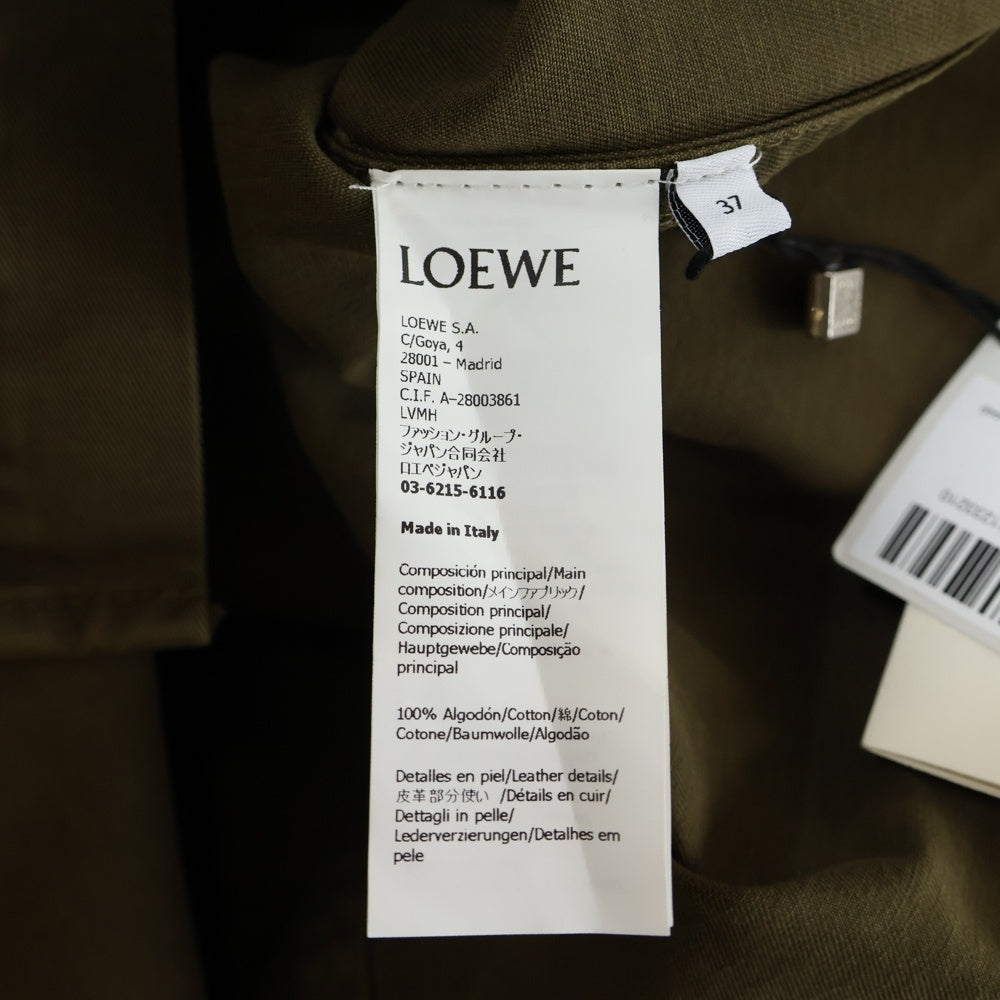 37
LOEWE
LOEWE S.A.
C/Goya, 4
28001 – Madrid
SPAIN
C.I.F. A–28003861
LVMH
ファッション・グループ・
ジャパン合同会社
ロエベジャパン
03-6215-6116
Made in Italy
Composición principal/Main
composition/メインファブリック/
Composition principal/
Composizione principale/
Hauptgewebe/Composição
principal
100% Algodón/Cotton/綿/Coton/
Cotone/Baumwolle/Algodão
Detalles en piel/Leather details/
皮革部分使い /Détails en cuir/
Dettagli in pelle/
Lederverzierungen/Detalhes em
pele